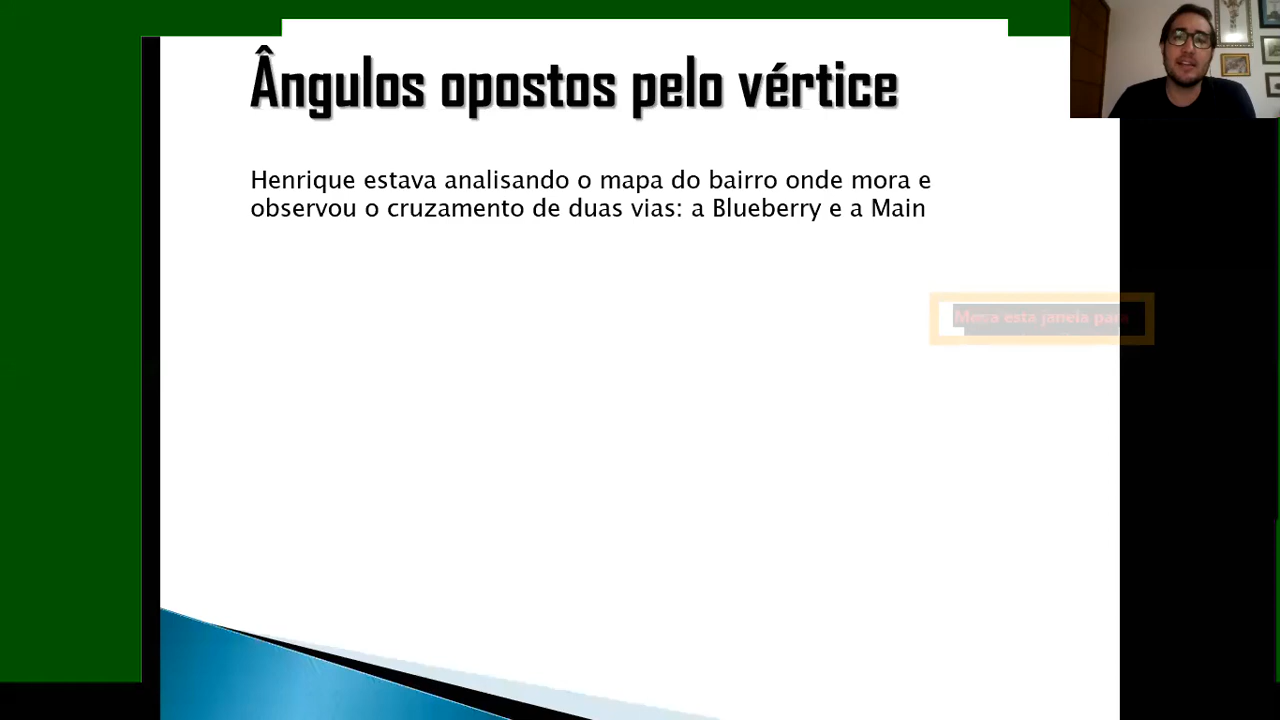 Ângulos opostos pelo vértice
Henrique estava analisando o mapa do bairro onde mora e
observou o cruzamento de duas vias: a Blueberry e a Main
Mova esta janela para